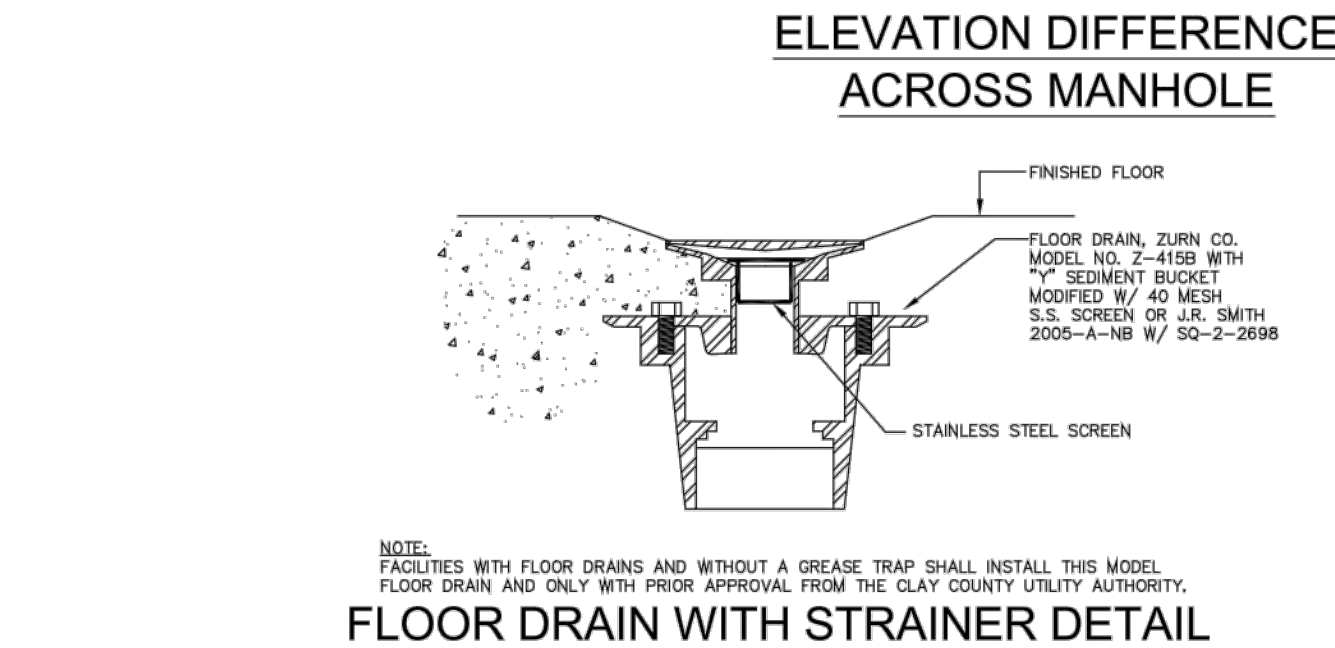 ELEVATION DIFFERENCE
ACROSS MANHOLE
FINISHED FLOOR
FLOOR DRAIN, ZURN CO.
MODEL NO. Z-415B WITH
"Y" SEDIMENT BUCKET
MODIFIED W/ 40 MESH
S.S. SCREEN OR J.R. SMITH
2005-A-NB W/ SQ-2-2698
STAINLESS STEEL SCREEN
NOTE:
FACILITIES WITH FLOOR DRAINS AND WITHOUT A GREASE TRAP SHALL INSTALL THIS MODEL
FLOOR DRAIN AND ONLY WITH PRIOR APPROVAL FROM THE CLAY COUNTY UTILITY AUTHORITY.
FLOOR DRAIN WITH STRAINER DETAIL